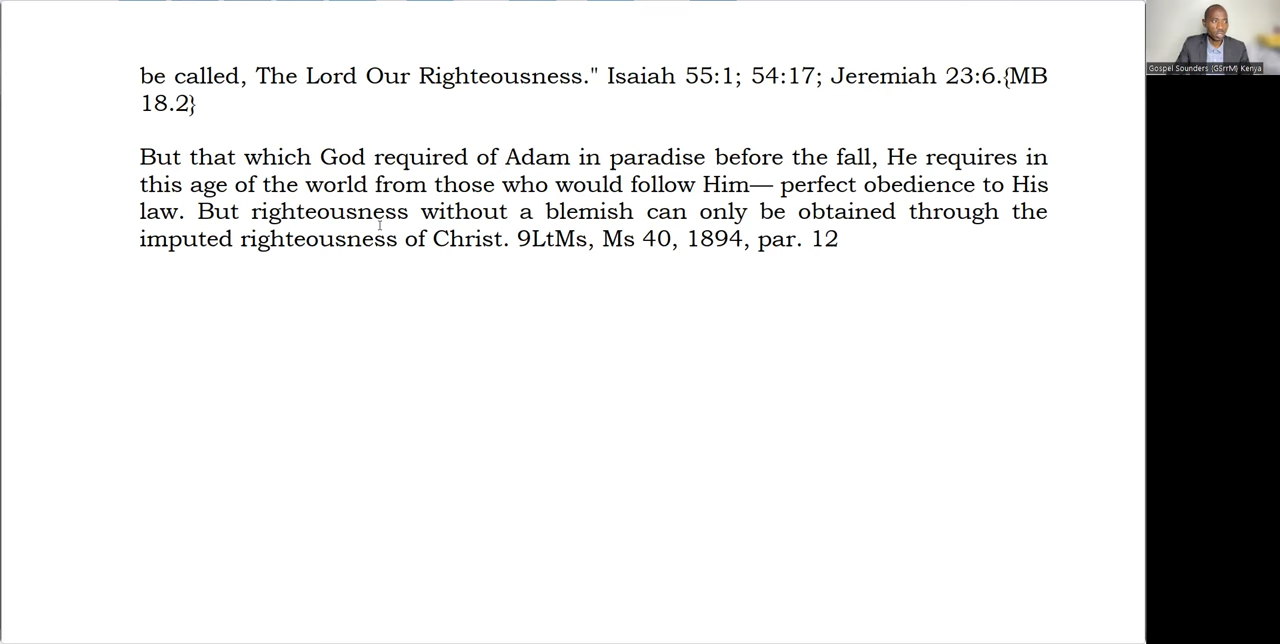 be called, The Lord Our Righteousness." Isaiah 55:1; 54:17; Jeremiah 23:6.{MB
18.2}
But that which God required of Adam in paradise before the fall, He requires in
this age of the world from those who would follow Him— perfect obedience to His
law. But righteousness without a blemish can only be obtained through the
imputed righteousness of Christ. 9LtMs, Ms 40, 1894, par. 12
Gospel Sounders (GSrrM) Kenya